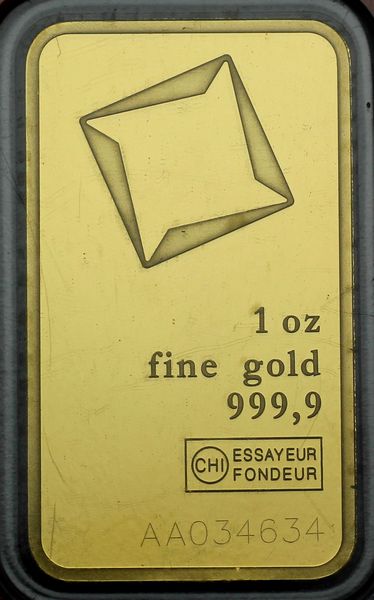 1 oz
fine gold
999,9
CHI ESSAYEUR
FONDEUR
AA034634